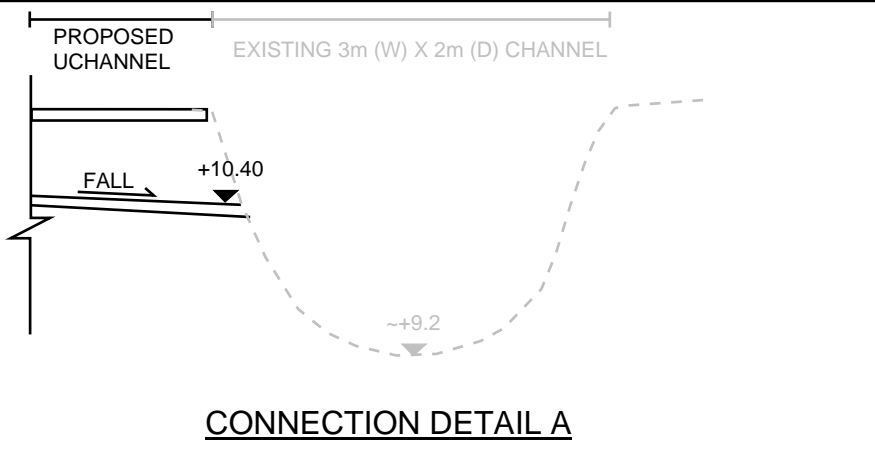 PROPOSED
UCHANNEL
EXISTING 3m (W) X 2m (D) CHANNEL
+10.40
FALL
~+9.2
CONNECTION DETAIL A